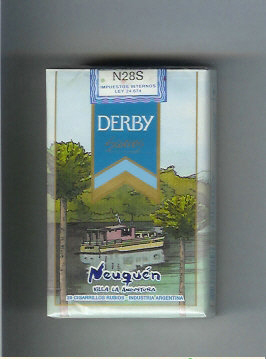 N28S
IMPUESTOS INTERNOS
LEY 24.674
DERBY
Neuquén
VILLA LA ANGOSTURA
20 CIGARRILLOS RUBIOS - INDUSTRIA ARGENTINA